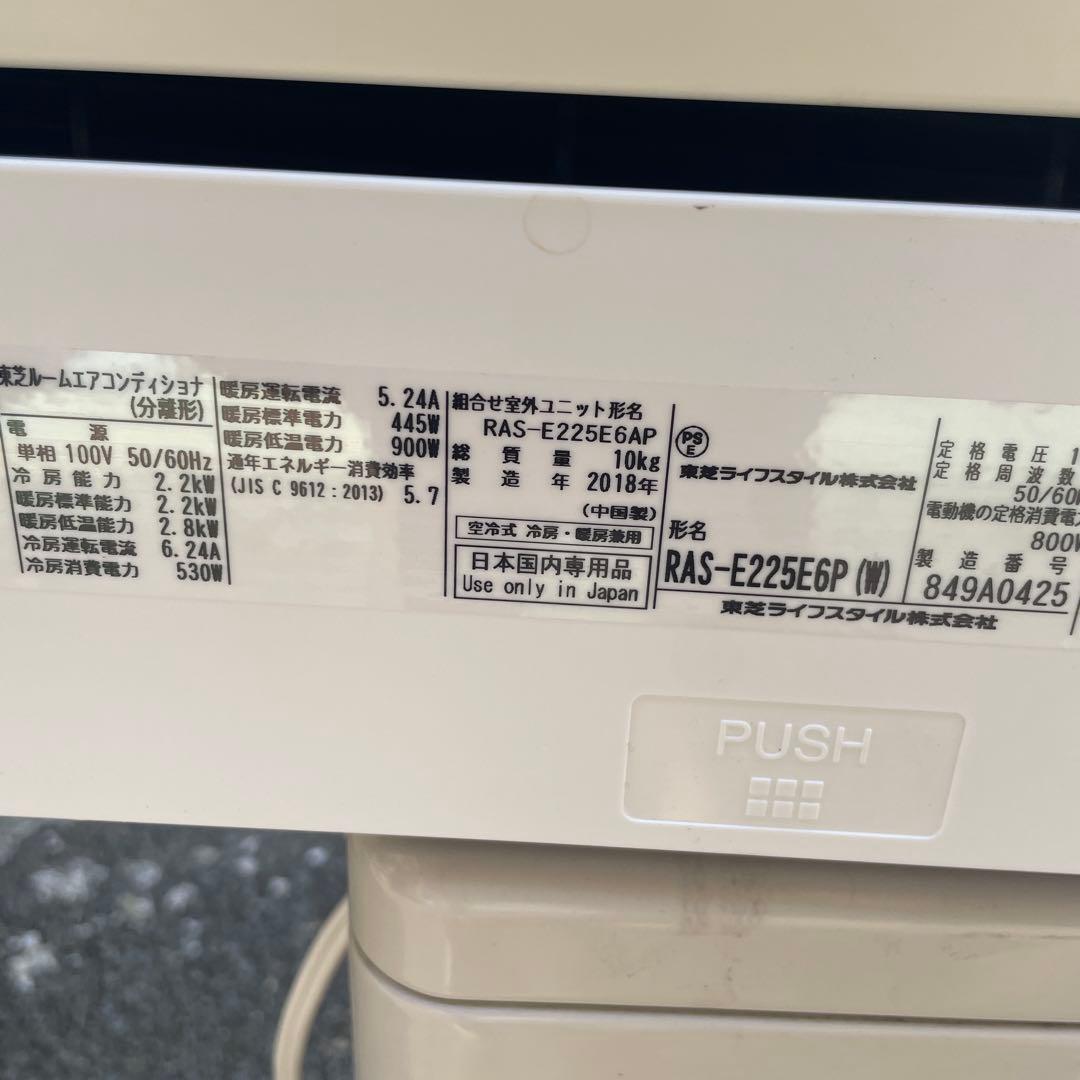 東芝ルームエアコンディショナ
(分離形)
電源
単相 100V 50/60Hz
冷房能力 2.2kW
暖房標準能力 2.2kW
暖房低温能力 2.8kW
冷房運転電流 6.24A
冷房消費電力 530W
暖房運転電流 5.24A
暖房標準電力 445W
暖房低温電力 900W
通年エネルギー消費効率
(JIS C 9612:2013) 5.7
組合せ室外ユニット形名
RAS-E225E6AP
総質量 10kg
製造年 2018年
(中国製)
空冷式 冷房・暖房兼用
日本国内専用品
Use only in Japan
PS
E
東芝ライフスタイル株式会社
形名
RAS-E225E6P(W)
定格電圧 1
定格周波数
50/60
電動機の定格消費電
800W
製造番号
849A0425
東芝ライフスタイル株式会社
PUSH